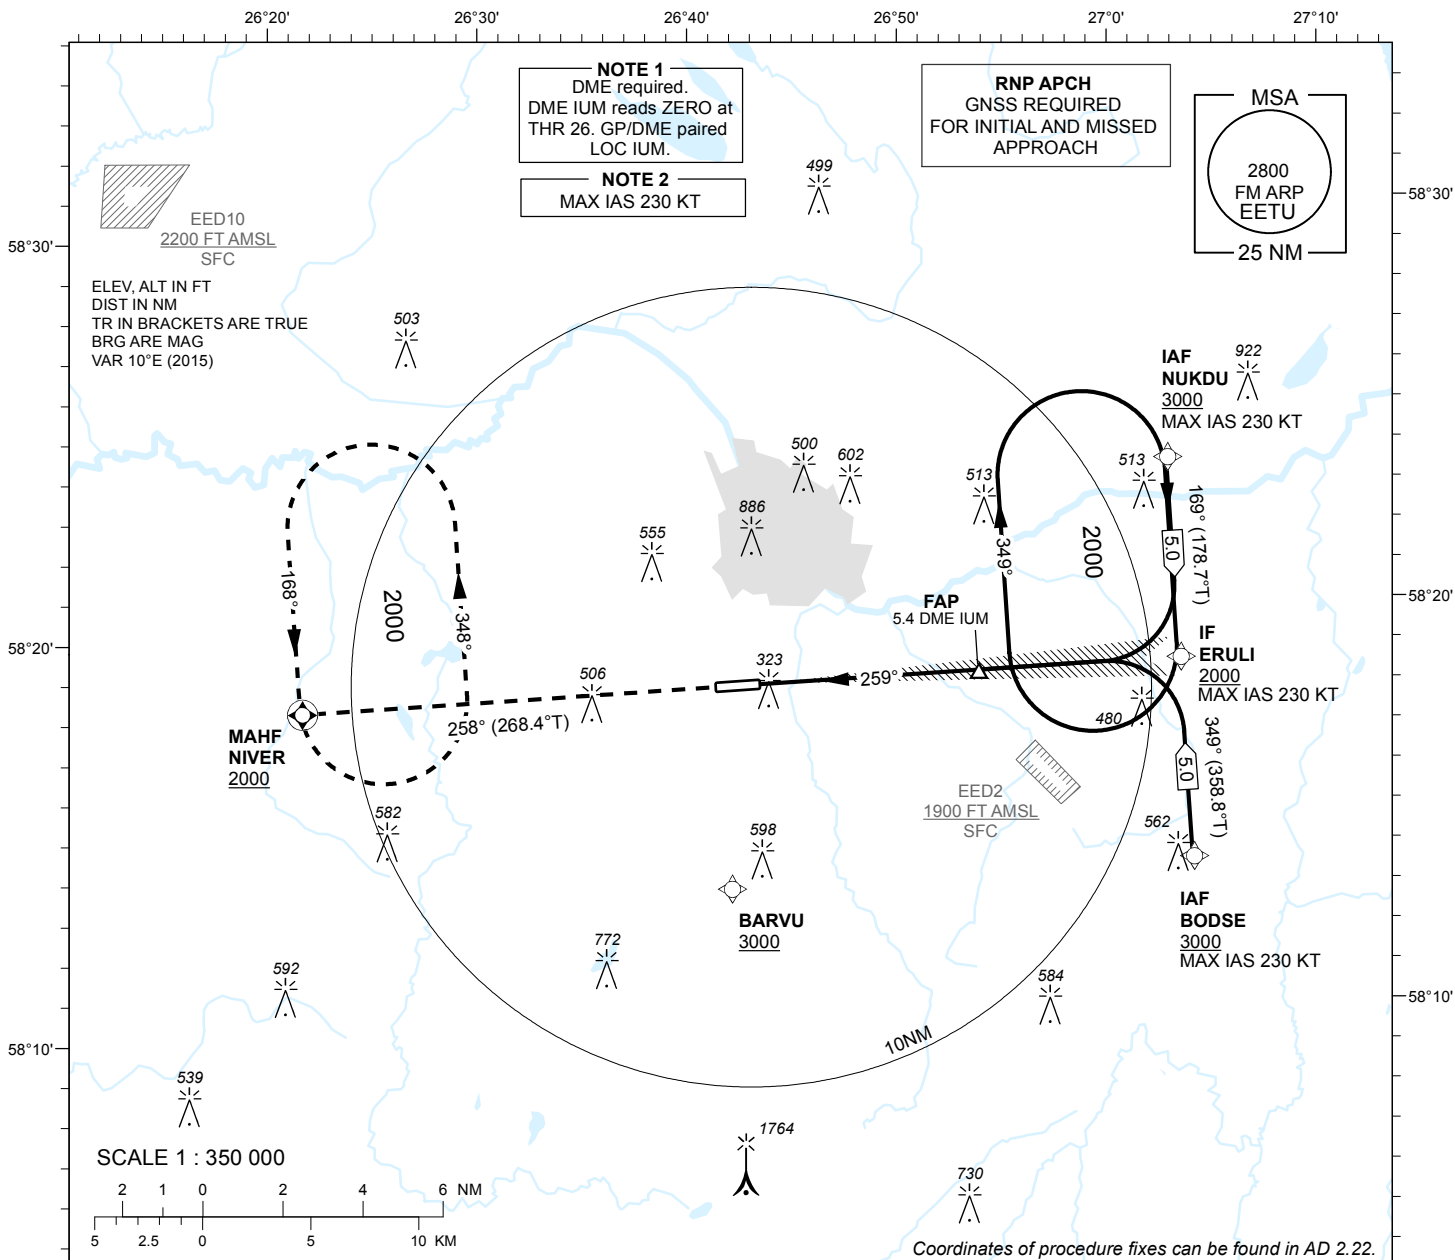 26°20'
26°30'
26°40'
26°50'
27°0'
27°10'
NOTE 1
DME required.
DME IUM reads ZERO at
THR 26. GP/DME paired
LOC IUM.
NOTE 2
MAX IAS 230 KT
RNP APCH
GNSS REQUIRED
FOR INITIAL AND MISSED
APPROACH
MSA
2800
FM ARP
EETU
25 NM
499
58°30'
EED10
2200 FT AMSL
SFC
58°30'
ELEV, ALT IN FT
DIST IN NM
TR IN BRACKETS ARE TRUE
BRG ARE MAG
VAR 10°E (2015)
503
922
IAF
NUKDU
3000
MAX IAS 230 KT
500
602
513
513
886
555
169° (178.7°T)
5.0
349°
2000
168°
2000
348°
FAP
5.4 DME IUM
58°20'
58°20'
IF
ERULI
2000
MAX IAS 230 KT
323
506
259°
480
258° (268.4°T)
MAHF
NIVER
2000
349° (358.8°T)
5.0
EED2
1900 FT AMSL
SFC
582
598
562
BARVU
3000
IAF
BODSE
3000
MAX IAS 230 KT
772
592
584
58°10'
10NM
58°10'
539
1764
730
SCALE 1 : 350 000
2 1 0 2 4 6 NM
5 2.5 0 5 10 KM
Coordinates of procedure fixes can be found in AD 2.22.